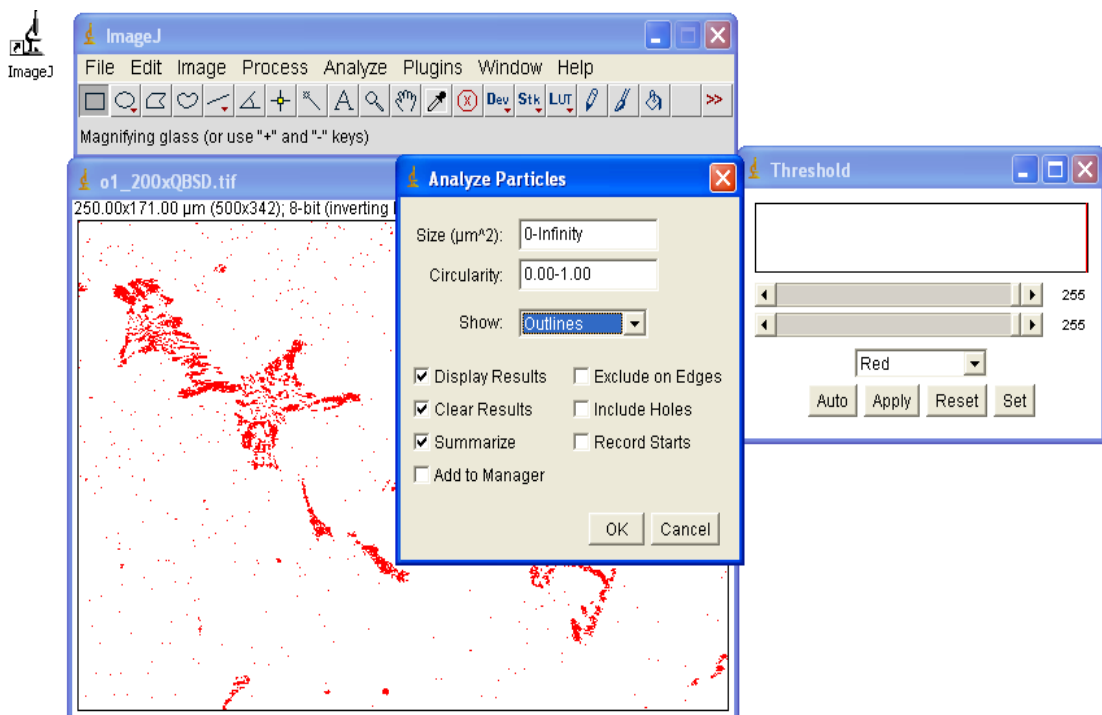 ImageJ
ImageJ
File Edit Image Process Analyze Plugins Window Help
A Dev Stk LUT >>
Magnifying glass (or use "+" and "-" keys)
o1_200xQBSD.tif
250.00x171.00 µm (500x342); 8-bit (inverting
Analyze Particles
Size (µm^2): 0-Infinity
Circularity: 0.00-1.00
Show: Outlines
Display Results Exclude on Edges
Clear Results Include Holes
Summarize Record Starts
Add to Manager
OK Cancel
Threshold
255
255
Red
Auto Apply Reset Set